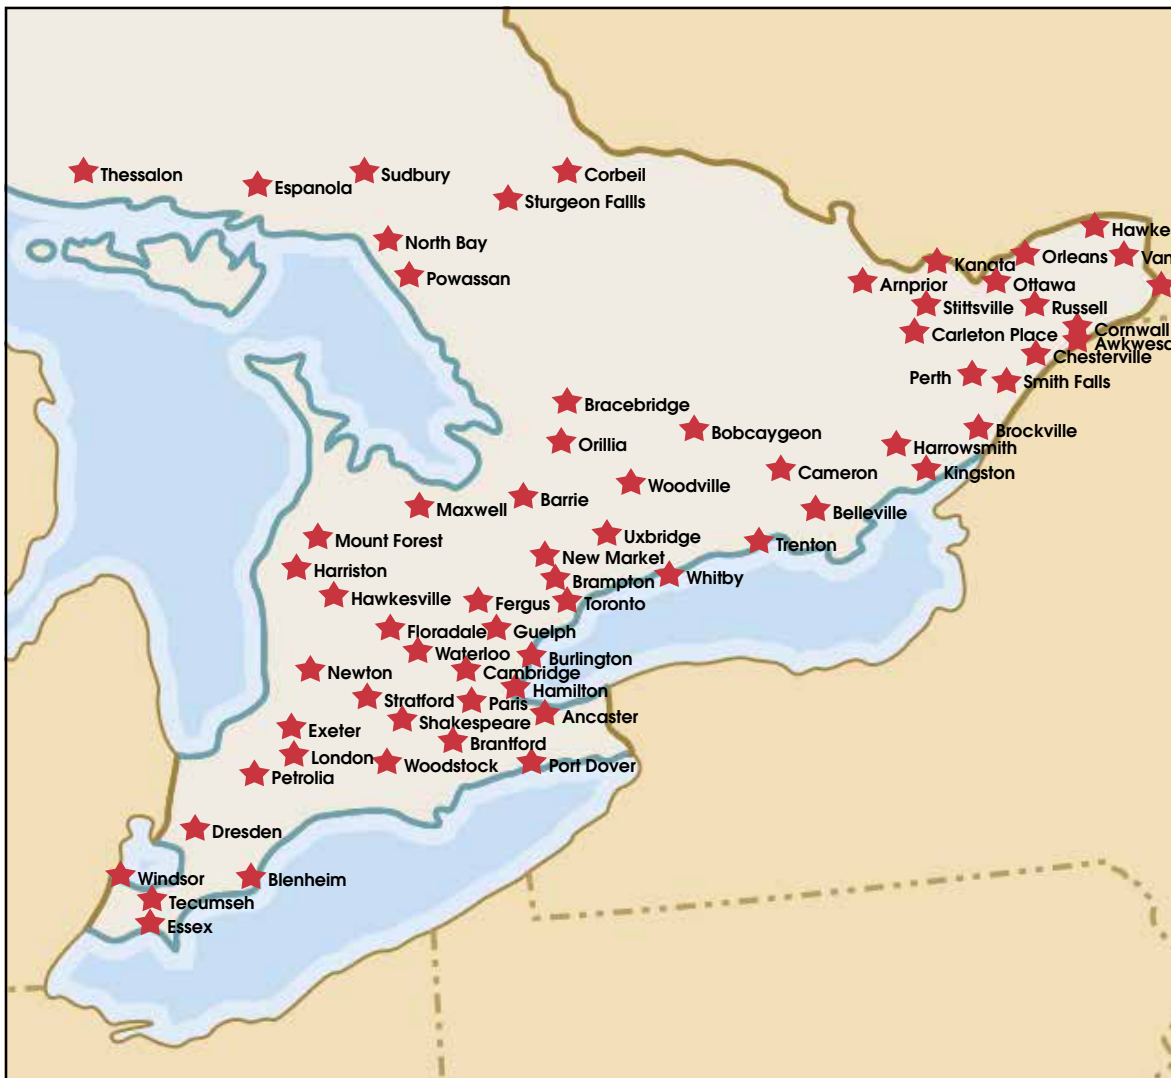 Thessalon
Sudbury
Corbeil
Espanola
Sturgeon Fallls
Hawke
North Bay
Kanata
Orleans
Van
Powassan
Arnprior
Ottawa
Stittsville
Russell
Carleton Place
Cornwall
Awkwesa
Chesterville
Perth
Smith Falls
Bracebridge
Bobcaygeon
Brockville
Orillia
Harrowsmith
Cameron
Kingston
Woodville
Barrie
Maxwell
Belleville
Uxbridge
Mount Forest
Trenton
New Market
Harriston
Brampton
Whitby
Hawkesville
Fergus
Toronto
Floradale
Guelph
Waterloo
Burlington
Newton
Cambridge
Hamilton
Stratford
Paris
Ancaster
Shakespeare
Exeter
Brantford
London
Woodstock
Port Dover
Petrolia
Dresden
Windsor
Blenheim
Tecumseh
Essex